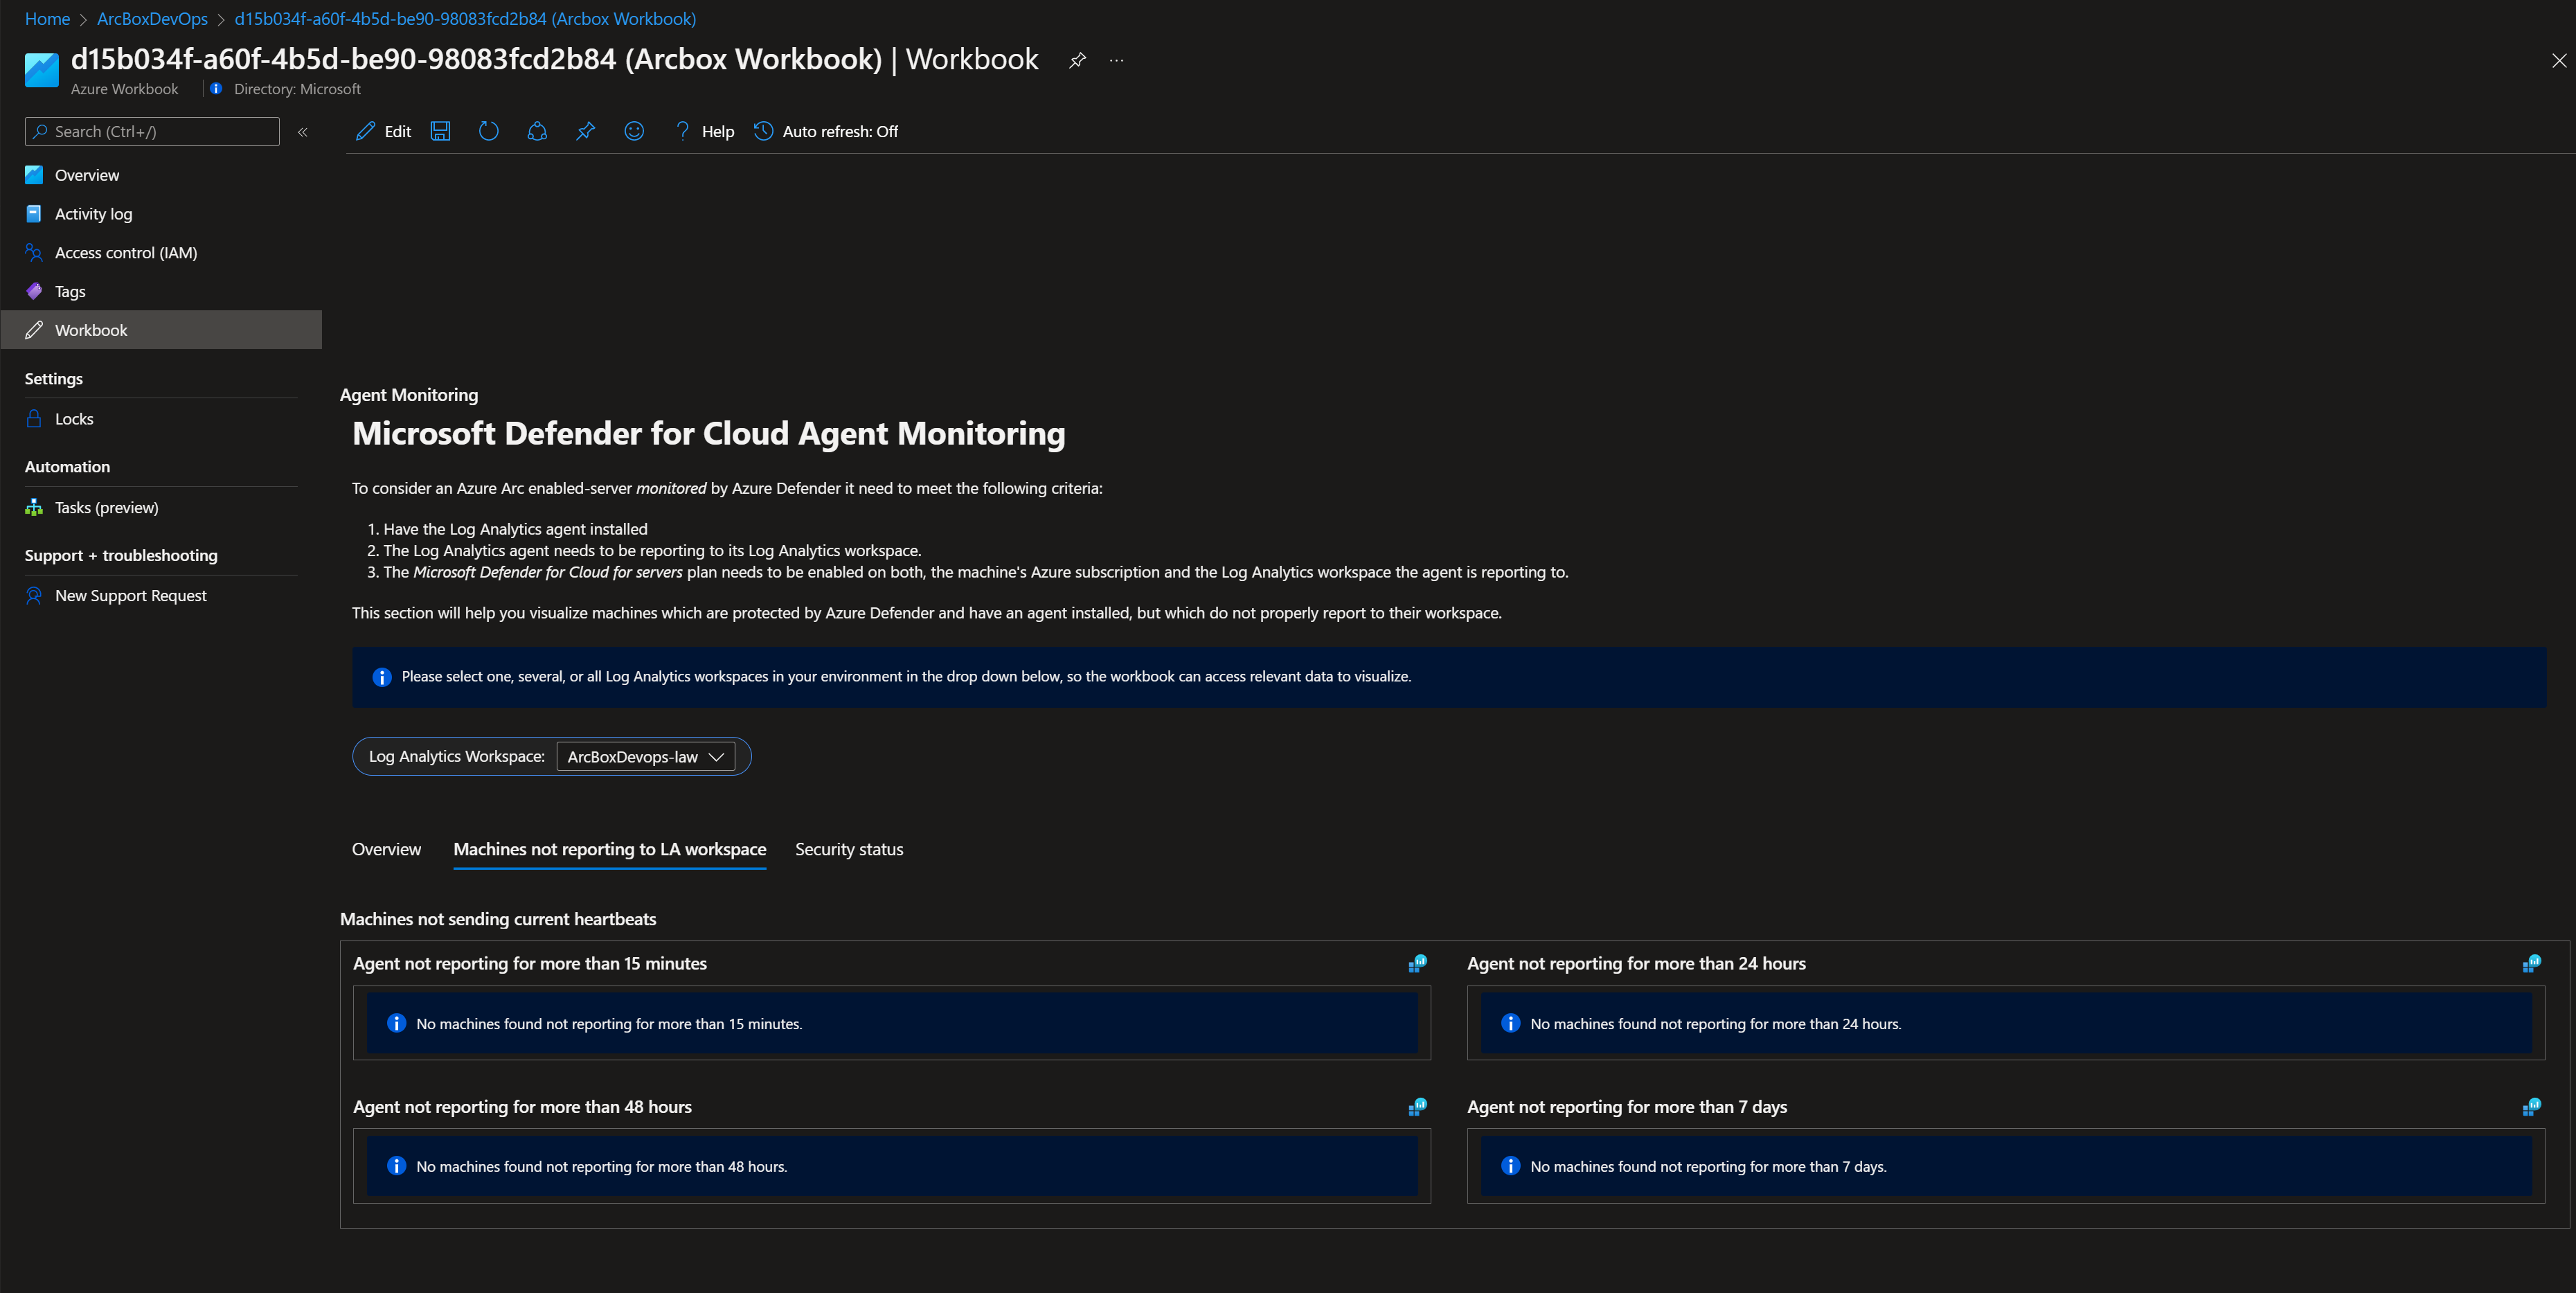 Home > ArcBoxDevOps > d15b034f-a60f-4b5d-be90-98083fcd2b84 (Arcbox Workbook)
d15b034f-a60f-4b5d-be90-98083fcd2b84 (Arcbox Workbook) | Workbook ...
Azure Workbook | Directory: Microsoft
Search (Ctrl+/) «
Edit ? Help Auto refresh: Off
Overview
Activity log
Access control (IAM)
Tags
Workbook
Settings
Locks
Automation
Tasks (preview)
Support + troubleshooting
New Support Request
Agent Monitoring
Microsoft Defender for Cloud Agent Monitoring
To consider an Azure Arc enabled-server monitored by Azure Defender it need to meet the following criteria:
1. Have the Log Analytics agent installed
2. The Log Analytics agent needs to be reporting to its Log Analytics workspace.
3. The Microsoft Defender for Cloud for servers plan needs to be enabled on both, the machine's Azure subscription and the Log Analytics workspace the agent is reporting to.
This section will help you visualize machines which are protected by Azure Defender and have an agent installed, but which do not properly report to their workspace.
Please select one, several, or all Log Analytics workspaces in your environment in the drop down below, so the workbook can access relevant data to visualize.
Log Analytics Workspace: ArcBoxDevops-law
Overview Machines not reporting to LA workspace Security status
Machines not sending current heartbeats
Agent not reporting for more than 15 minutes
No machines found not reporting for more than 15 minutes.
Agent not reporting for more than 24 hours
No machines found not reporting for more than 24 hours.
Agent not reporting for more than 48 hours
No machines found not reporting for more than 48 hours.
Agent not reporting for more than 7 days
No machines found not reporting for more than 7 days.